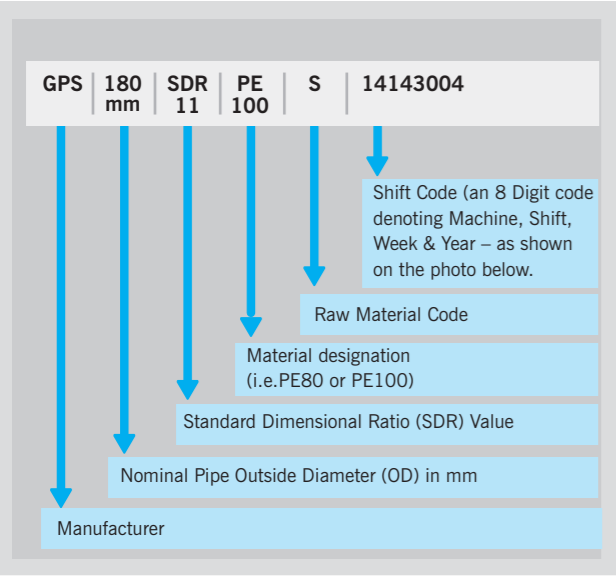 GPS 180 mm SDR 11 PE 100 S 14143004
Shift Code (an 8 Digit code
denoting Machine, Shift,
Week & Year – as shown
on the photo below.
Raw Material Code
Material designation
(i.e.PE80 or PE100)
Standard Dimensional Ratio (SDR) Value
Nominal Pipe Outside Diameter (OD) in mm
Manufacturer